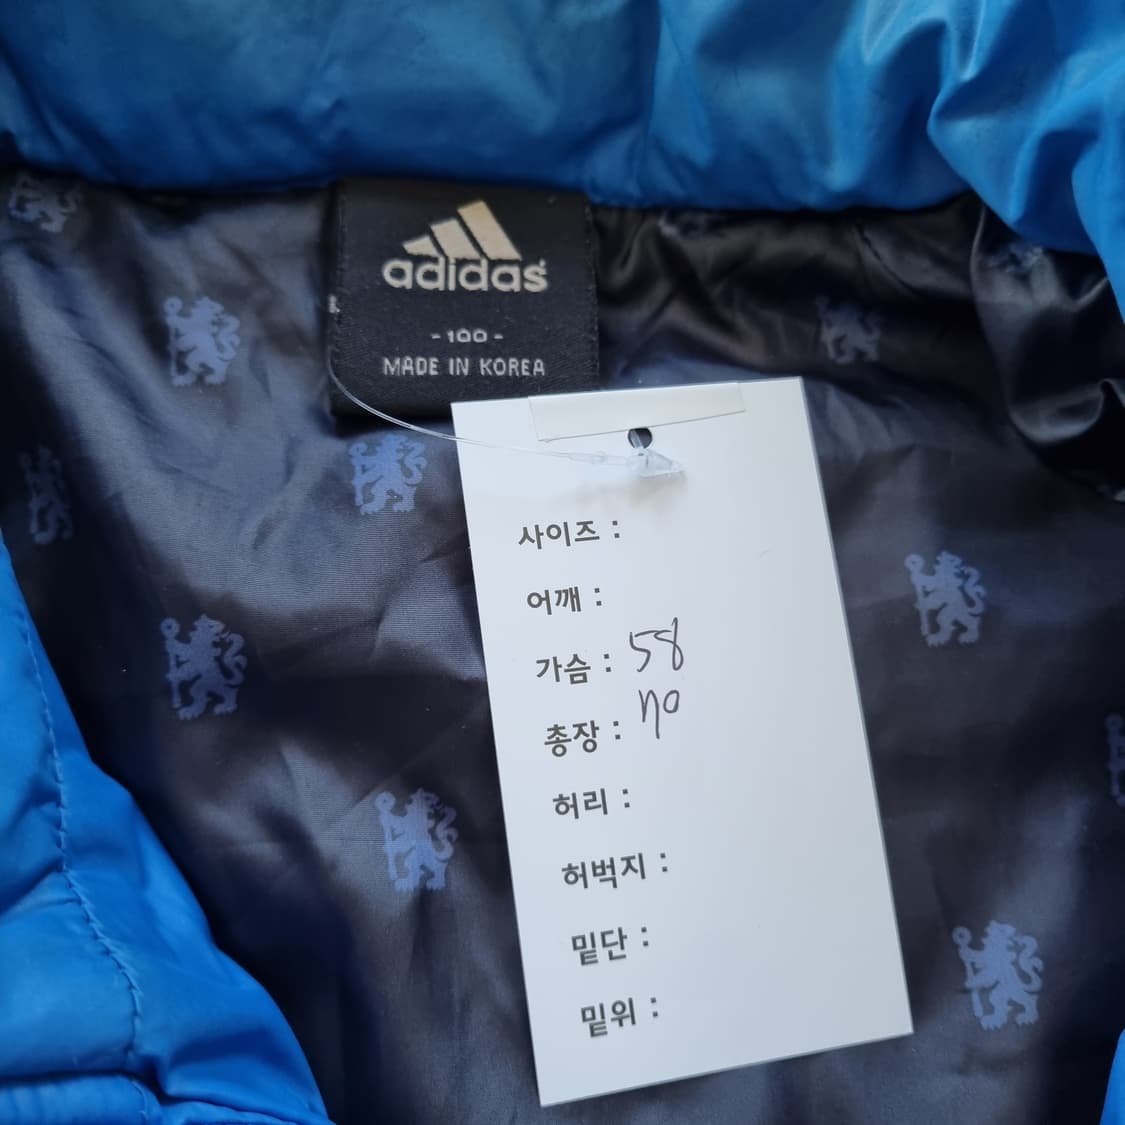 adidas
- 100 -
MADE IN KOREA
사이즈 :
어깨 :
가슴 : 58
총장 : 70
허리 :
허벅지 :
밑단 :
밑위 :